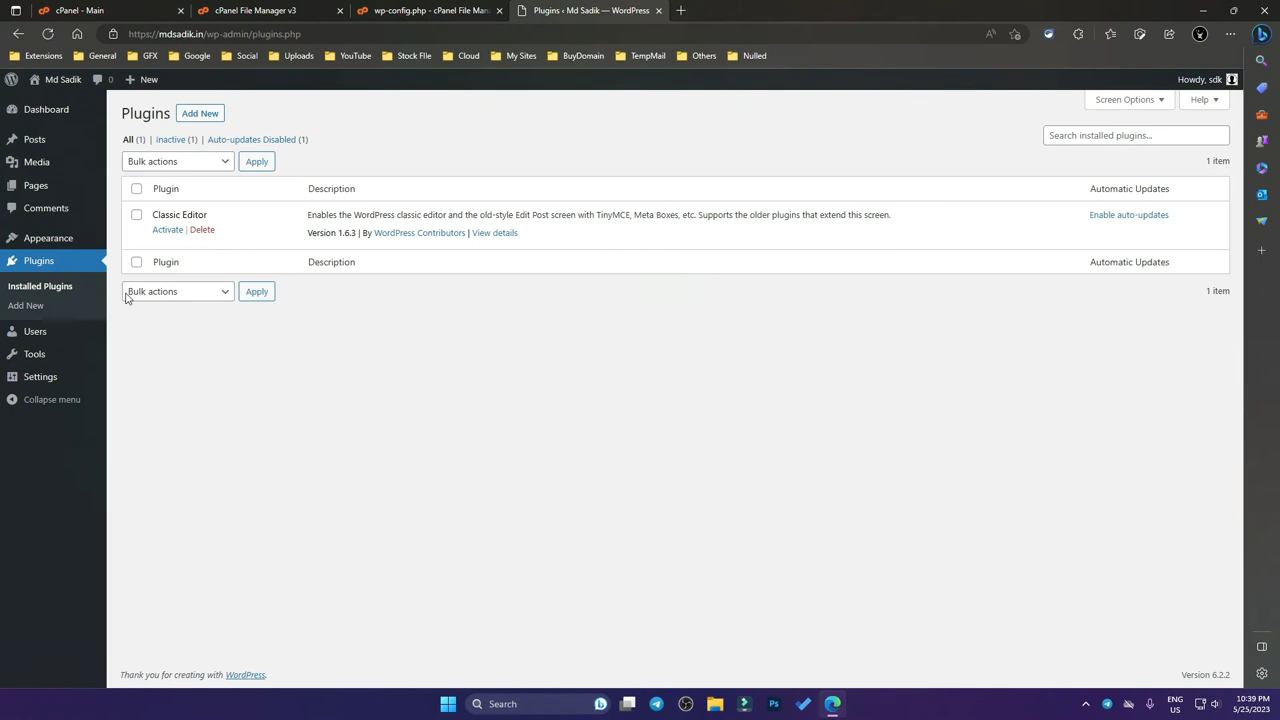 cPanel - Main
cPanel File Manager v3
wp-config.php - cPanel File Man
Plugins ‹ Md Sadik — WordPress
https://mdsadik.in/wp-admin/plugins.php
Extensions
General
GFX
Google
Social
Uploads
YouTube
Stock FIle
Cloud
My Sites
BuyDomain
TempMail
Others
Nulled
Md Sadik
0
New
Howdy, sdk
Dashboard
Posts
Media
Pages
Comments
Appearance
Plugins
Installed Plugins
Add New
Users
Tools
Settings
Collapse menu
Plugins
Add New
Screen Options
Help
All (1) | Inactive (1) | Auto-updates Disabled (1)
Search installed plugins...
Bulk actions
Apply
1 item
Plugin
Description
Automatic Updates
Classic Editor
Enables the WordPress classic editor and the old-style Edit Post screen with TinyMCE, Meta Boxes, etc. Supports the older plugins that extend this screen.
Enable auto-updates
Activate | Delete
Version 1.6.3 | By WordPress Contributors | View details
Plugin
Description
Automatic Updates
Bulk actions
Apply
1 item
Thank you for creating with WordPress.
Version 6.2.2
Search
Ps
ENG
US
10:39 PM
5/25/2023